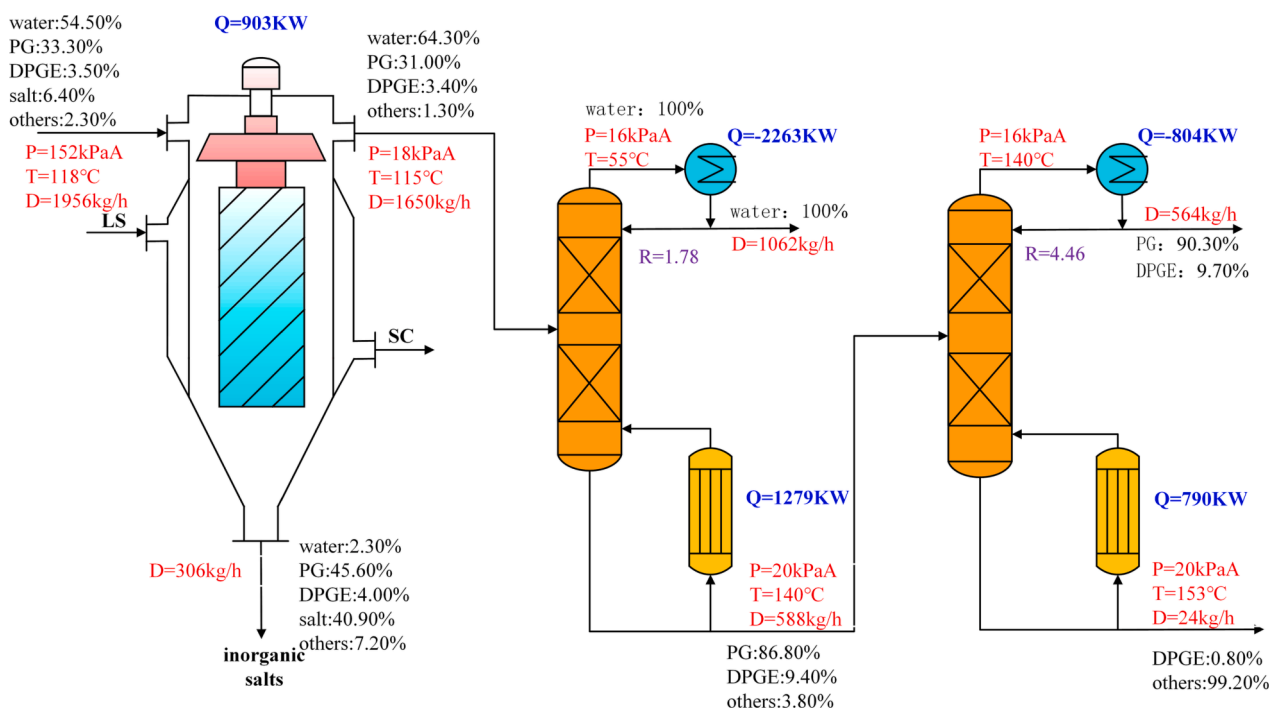 water:54.50%
PG:33.30%
DPGE:3.50%
salt:6.40%
others:2.30%
P=152kPaA
T=118℃
D=1956kg/h
LS
Q=903KW
water:64.30%
PG:31.00%
DPGE:3.40%
others:1.30%
P=18kPaA
T=115℃
D=1650kg/h
SC
D=306kg/h
water:2.30%
PG:45.60%
DPGE:4.00%
salt:40.90%
others:7.20%
inorganic
salts
water: 100%
P=16kPaA
T=55℃
Q=-2263KW
water: 100%
D=1062kg/h
R=1.78
Q=1279KW
P=20kPaA
T=140℃
D=588kg/h
PG:86.80%
DPGE:9.40%
others:3.80%
P=16kPaA
T=140℃
Q=-804KW
D=564kg/h
R=4.46
PG: 90.30%
DPGE: 9.70%
Q=790KW
P=20kPaA
T=153℃
D=24kg/h
DPGE:0.80%
others:99.20%